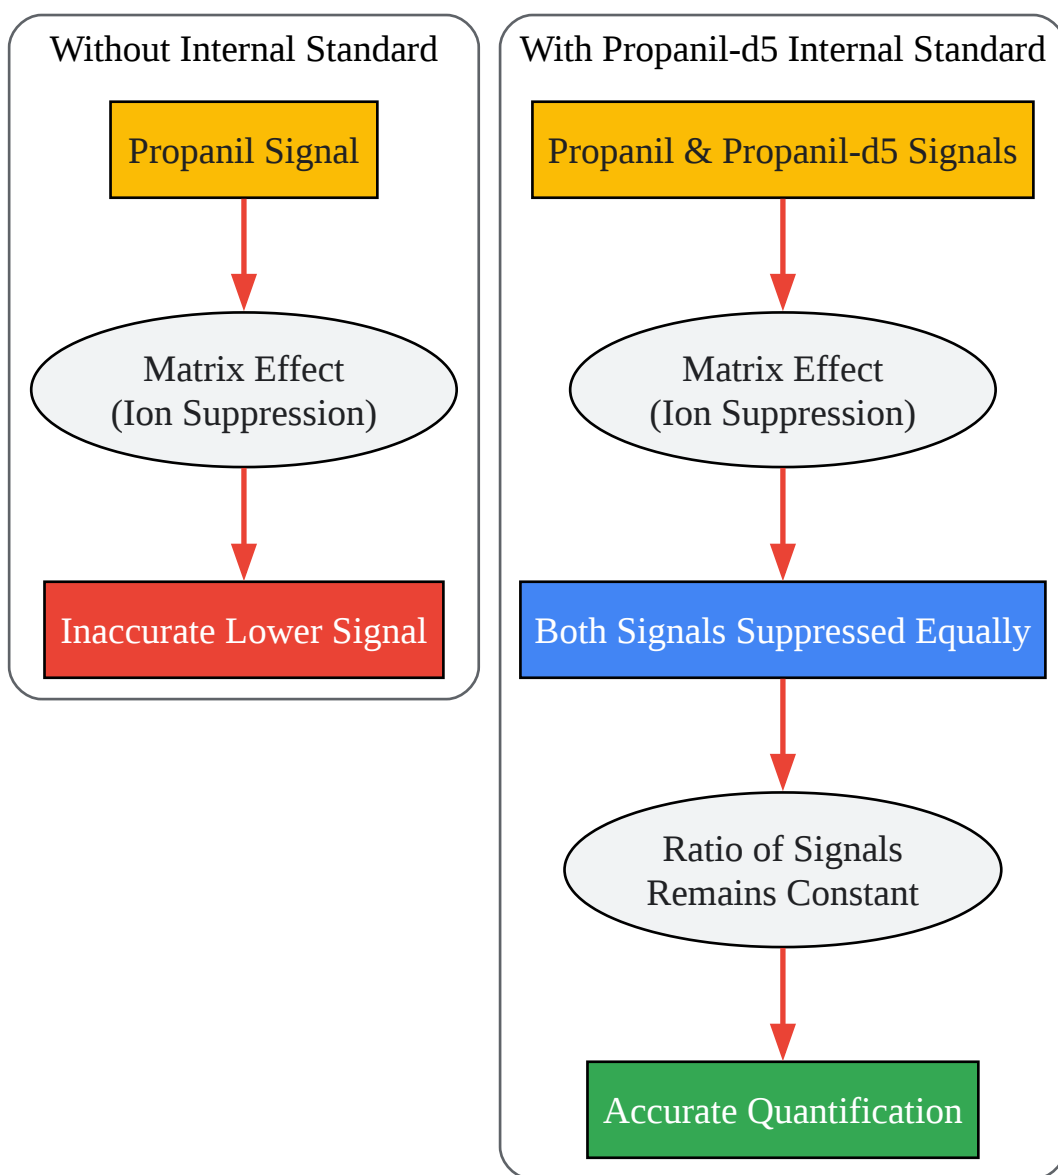 Without Internal Standard
Propanil Signal
Matrix Effect
(Ion Suppression)
Inaccurate Lower Signal
With Propanil-d5 Internal Standard
Propanil & Propanil-d5 Signals
Matrix Effect
(Ion Suppression)
Both Signals Suppressed Equally
Ratio of Signals
Remains Constant
Accurate Quantification